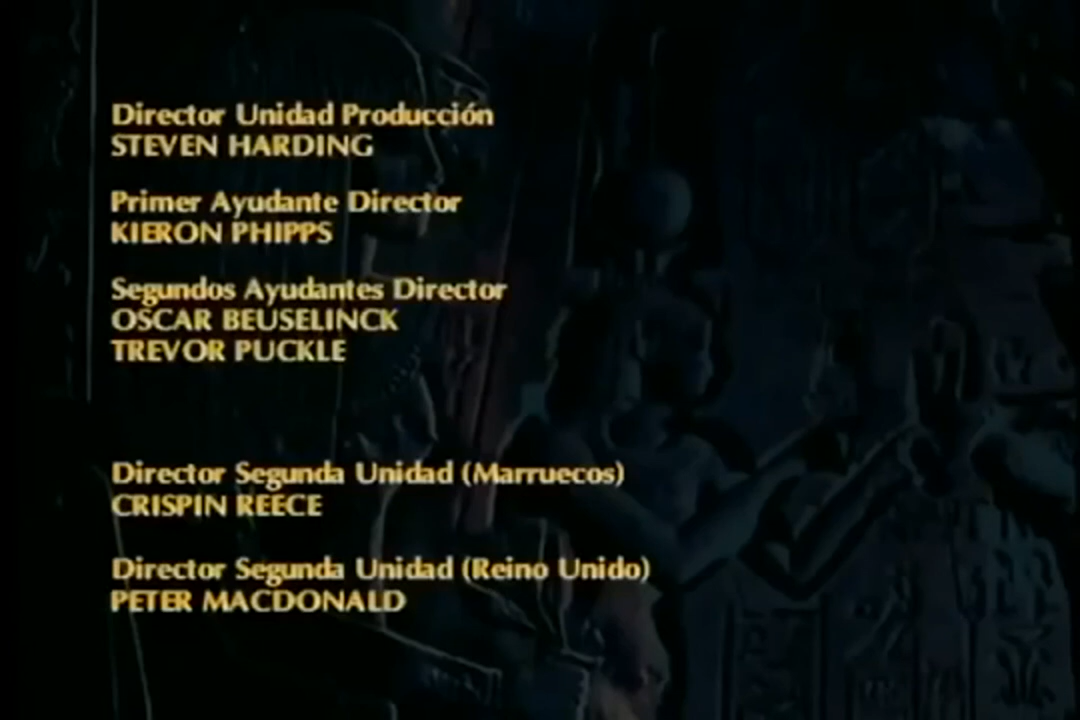 Director Unidad Producción
STEVEN HARDING
Primer Ayudante Director
KIERON PHIPPS
Segundos Ayudantes Director
OSCAR BEUSELINCK
TREVOR PUCKLE
Director Segunda Unidad (Marruecos)
CRISPIN REECE
Director Segunda Unidad (Reino Unido)
PETER MACDONALD